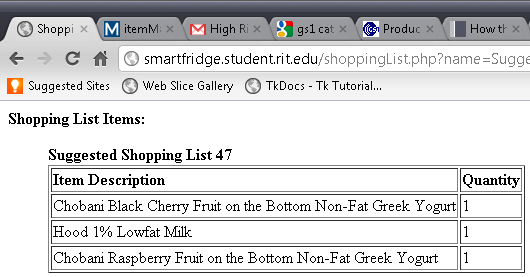 Shoppi
itemM
High Ri
gs1 cat
Produc
How th
smartfridge.student.rit.edu/shoppingList.php?name=Sugge
Suggested Sites
Web Slice Gallery
TkDocs - Tk Tutorial...
Shopping List Items:
Suggested Shopping List 47
Item Description Quantity
Chobani Black Cherry Fruit on the Bottom Non-Fat Greek Yogurt 1
Hood 1% Lowfat Milk 1
Chobani Raspberry Fruit on the Bottom Non-Fat Greek Yogurt 1